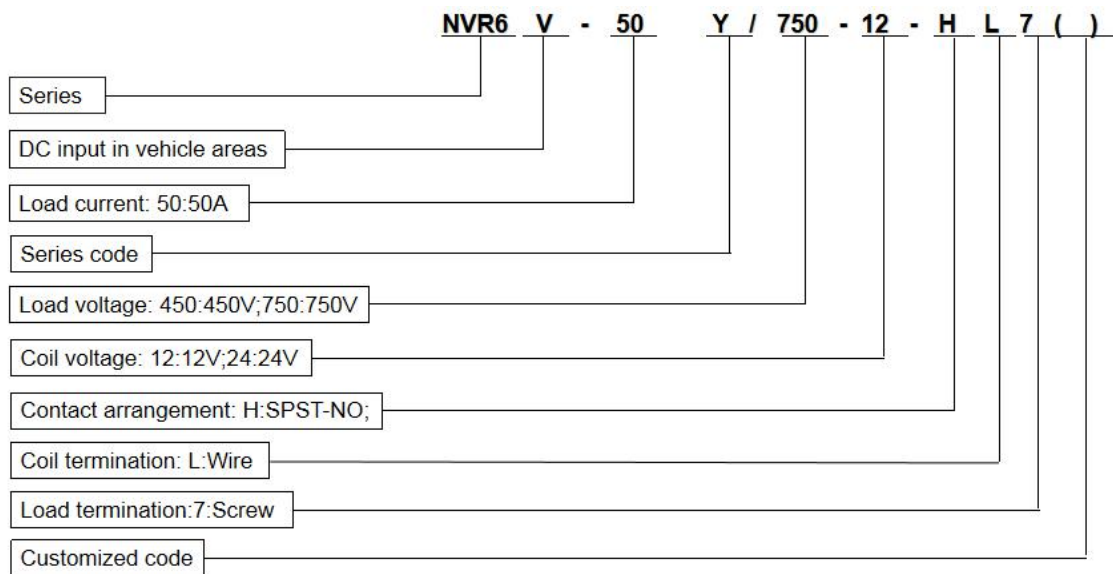 NVR6 V - 50 Y / 750 - 12 - H L 7 ( )
Series
DC input in vehicle areas
Load current: 50:50A
Series code
Load voltage: 450:450V;750:750V
Coil voltage: 12:12V;24:24V
Contact arrangement: H:SPST-NO;
Coil termination: L:Wire
Load termination:7:Screw
Customized code